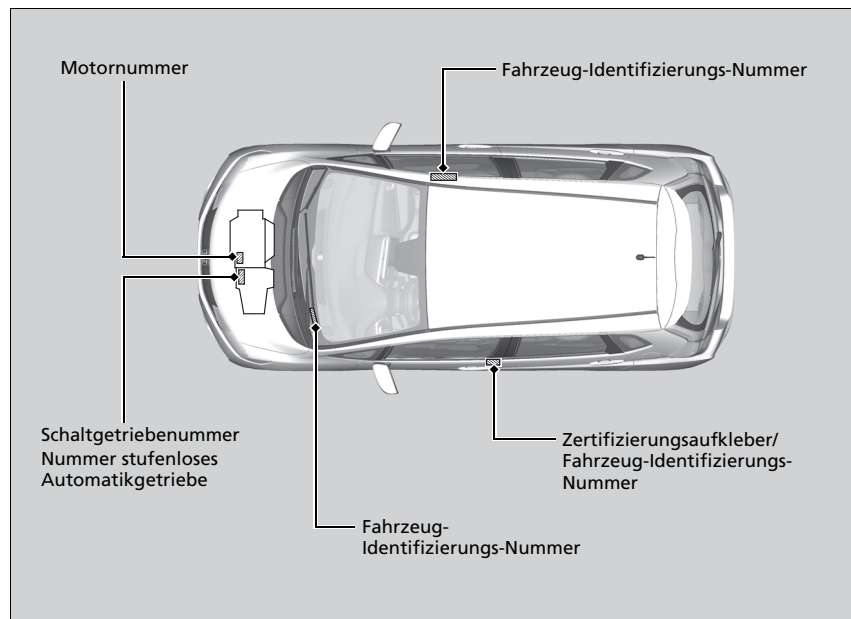 Motornummer
Fahrzeug-Identifizierungs-Nummer
Schaltgetriebenummer
Nummer stufenloses
Automatikgetriebe
Zertifizierungsaufkleber/
Fahrzeug-Identifizierungs-
Nummer
Fahrzeug-
Identifizierungs-Nummer